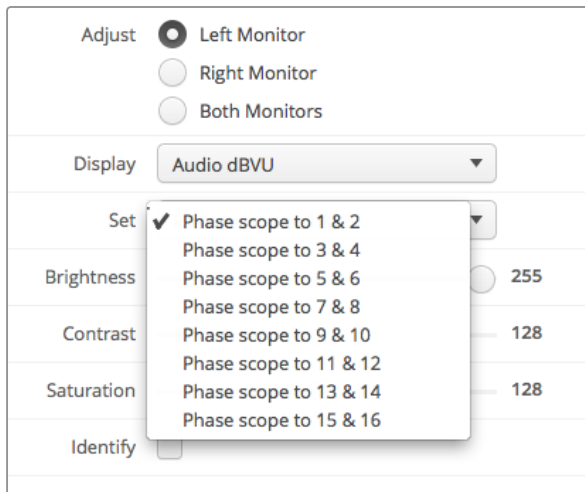 Adjust
Left Monitor
Right Monitor
Both Monitors
Display
Audio dBVU
Set
✓ Phase scope to 1 & 2
Phase scope to 3 & 4
Phase scope to 5 & 6
Phase scope to 7 & 8
Phase scope to 9 & 10
Phase scope to 11 & 12
Phase scope to 13 & 14
Phase scope to 15 & 16
Brightness
255
Contrast
128
Saturation
128
Identify